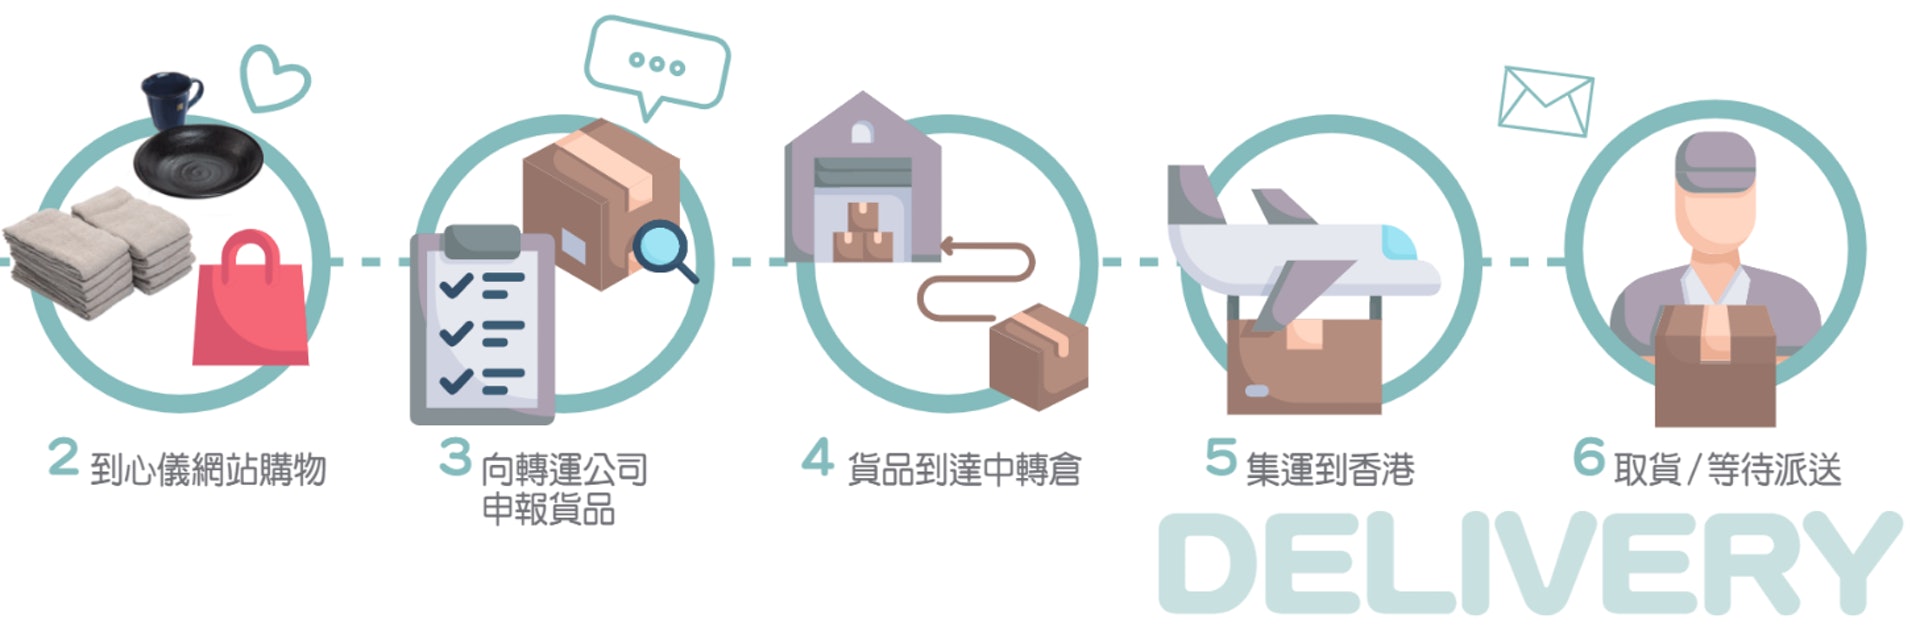 2 到心儀網站購物
3 向轉運公司
申報貨品
4 貨品到達中轉倉
5 集運到香港
6 取貨/等待派送
DELIVERY